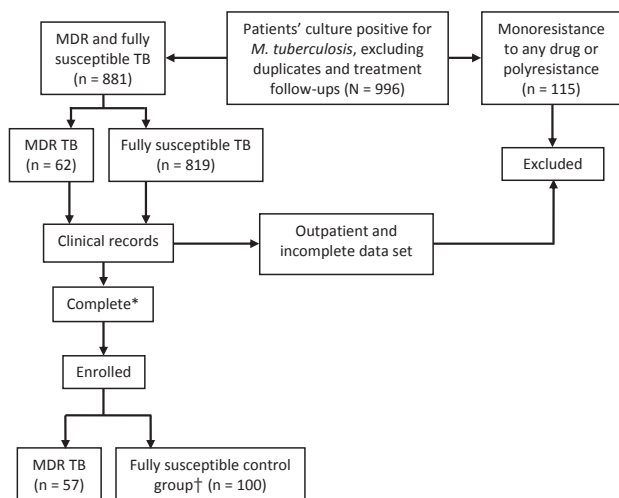 MDR and fully
susceptible TB
(n = 881)
Patients’ culture positive for
M. tuberculosis, excluding
duplicates and treatment
follow-ups (N = 996)
Monoresistance
to any drug or
polyresistance
(n = 115)
MDR TB
(n = 62)
Fully susceptible TB
(n = 819)
Excluded
Clinical records
Outpatient and
incomplete data set
Complete*
Enrolled
MDR TB
(n = 57)
Fully susceptible control
group† (n = 100)